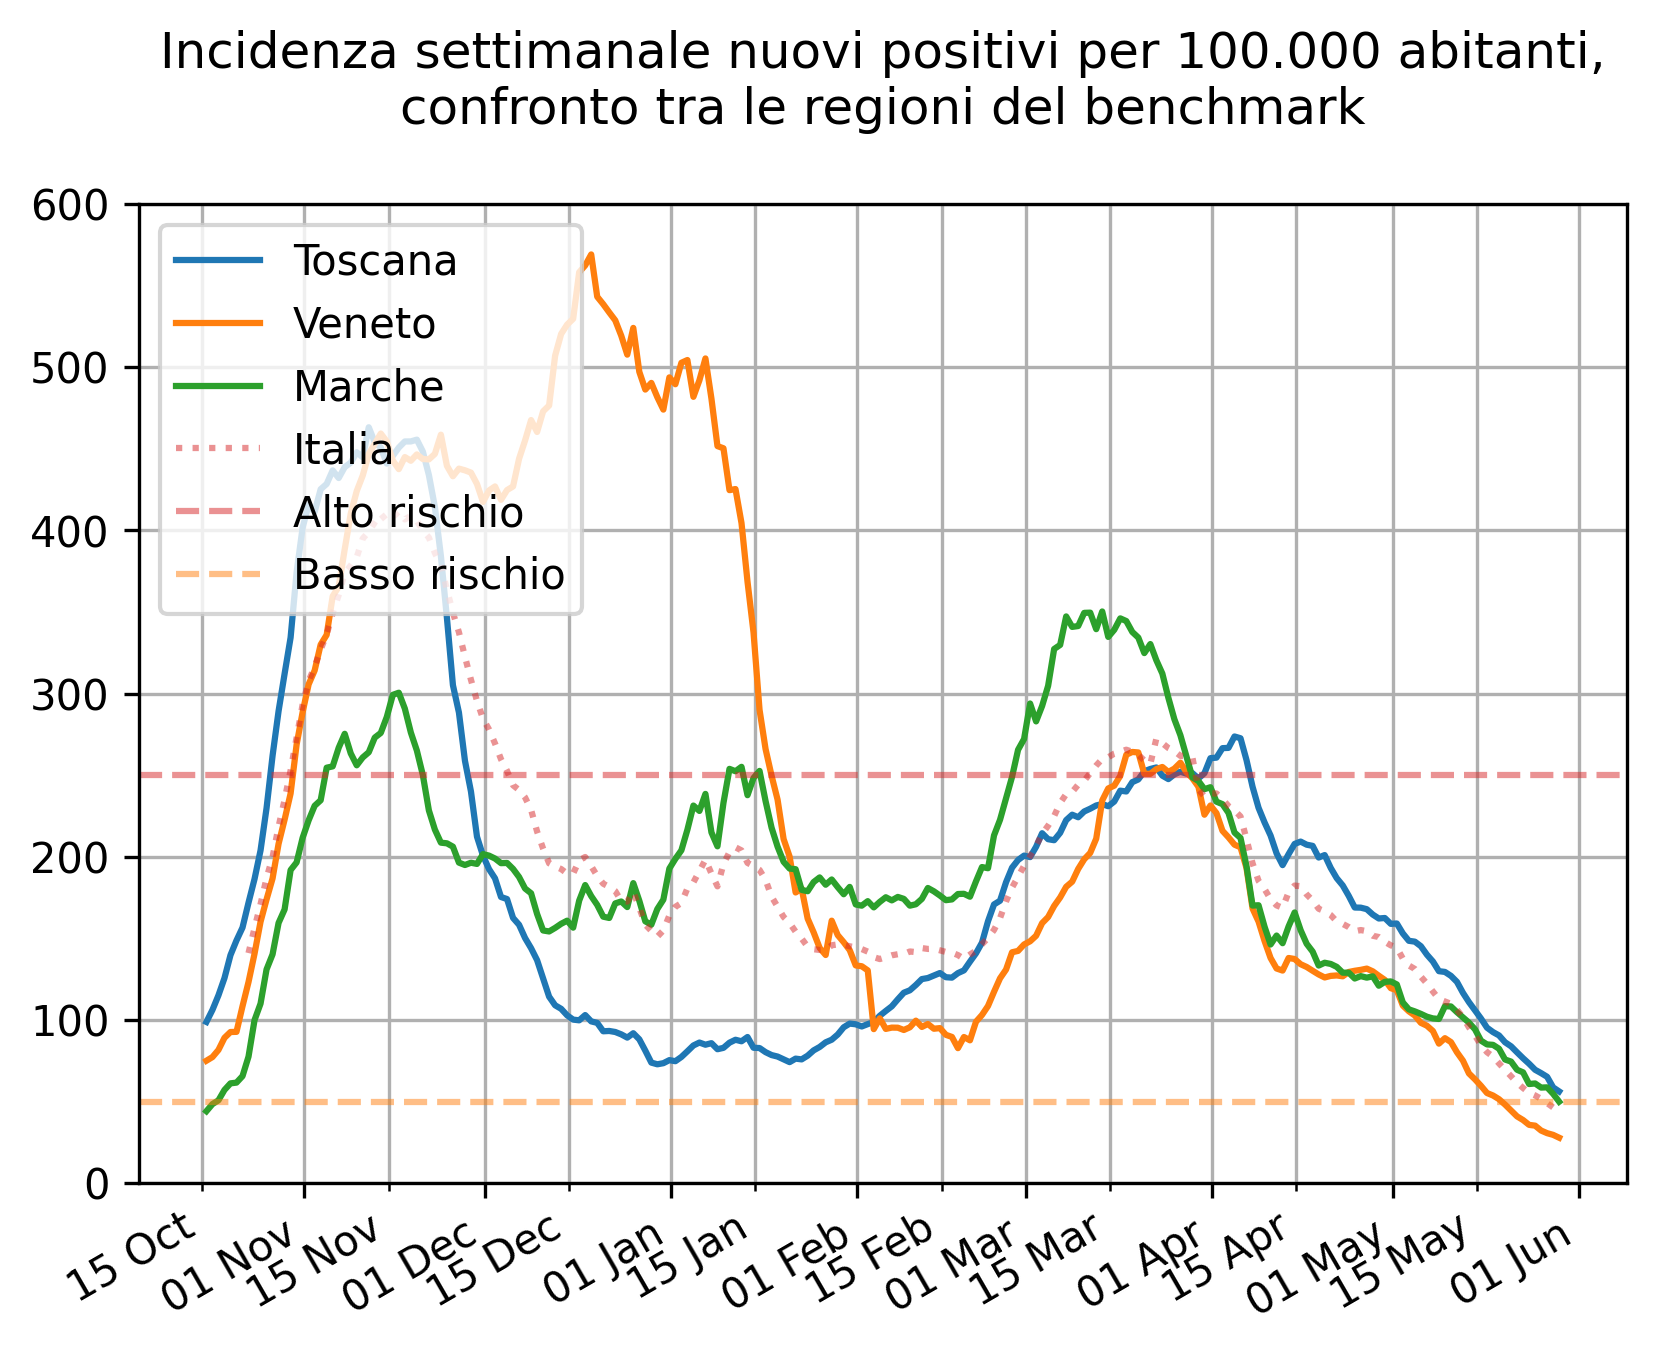 Incidenza settimanale nuovi positivi per 100.000 abitanti,
confronto tra le regioni del benchmark
600
500
400
300
200
100
0
Toscana
Veneto
Marche
Italia
Alto rischio
Basso rischio
15 Oct
01 Nov
15 Nov
01 Dec
15 Dec
01 Jan
15 Jan
01 Feb
15 Feb
01 Mar
15 Mar
01 Apr
15 Apr
01 May
15 May
01 Jun